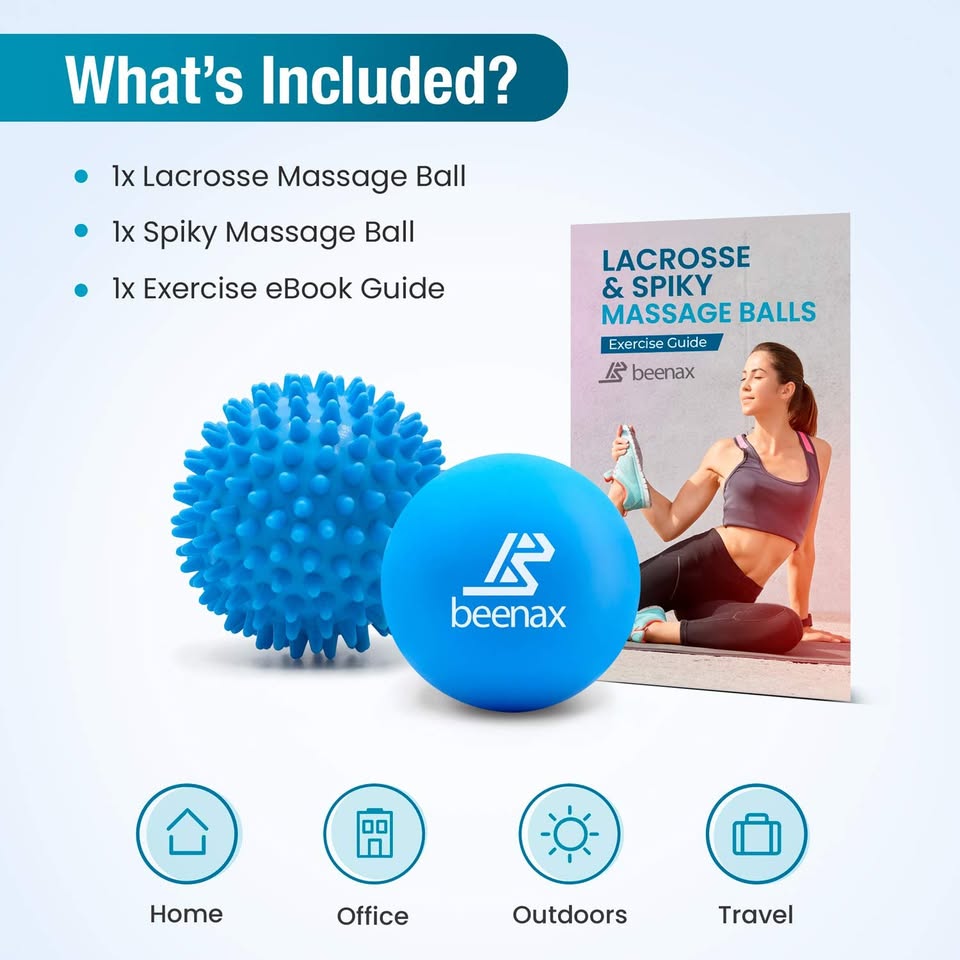 What's Included?
1x Lacrosse Massage Ball
1x Spiky Massage Ball
1x Exercise eBook Guide
LACROSSE
& SPIKY
MASSAGE BALLS
Exercise Guide
beenax
beenax
Home
Office
Outdoors
Travel